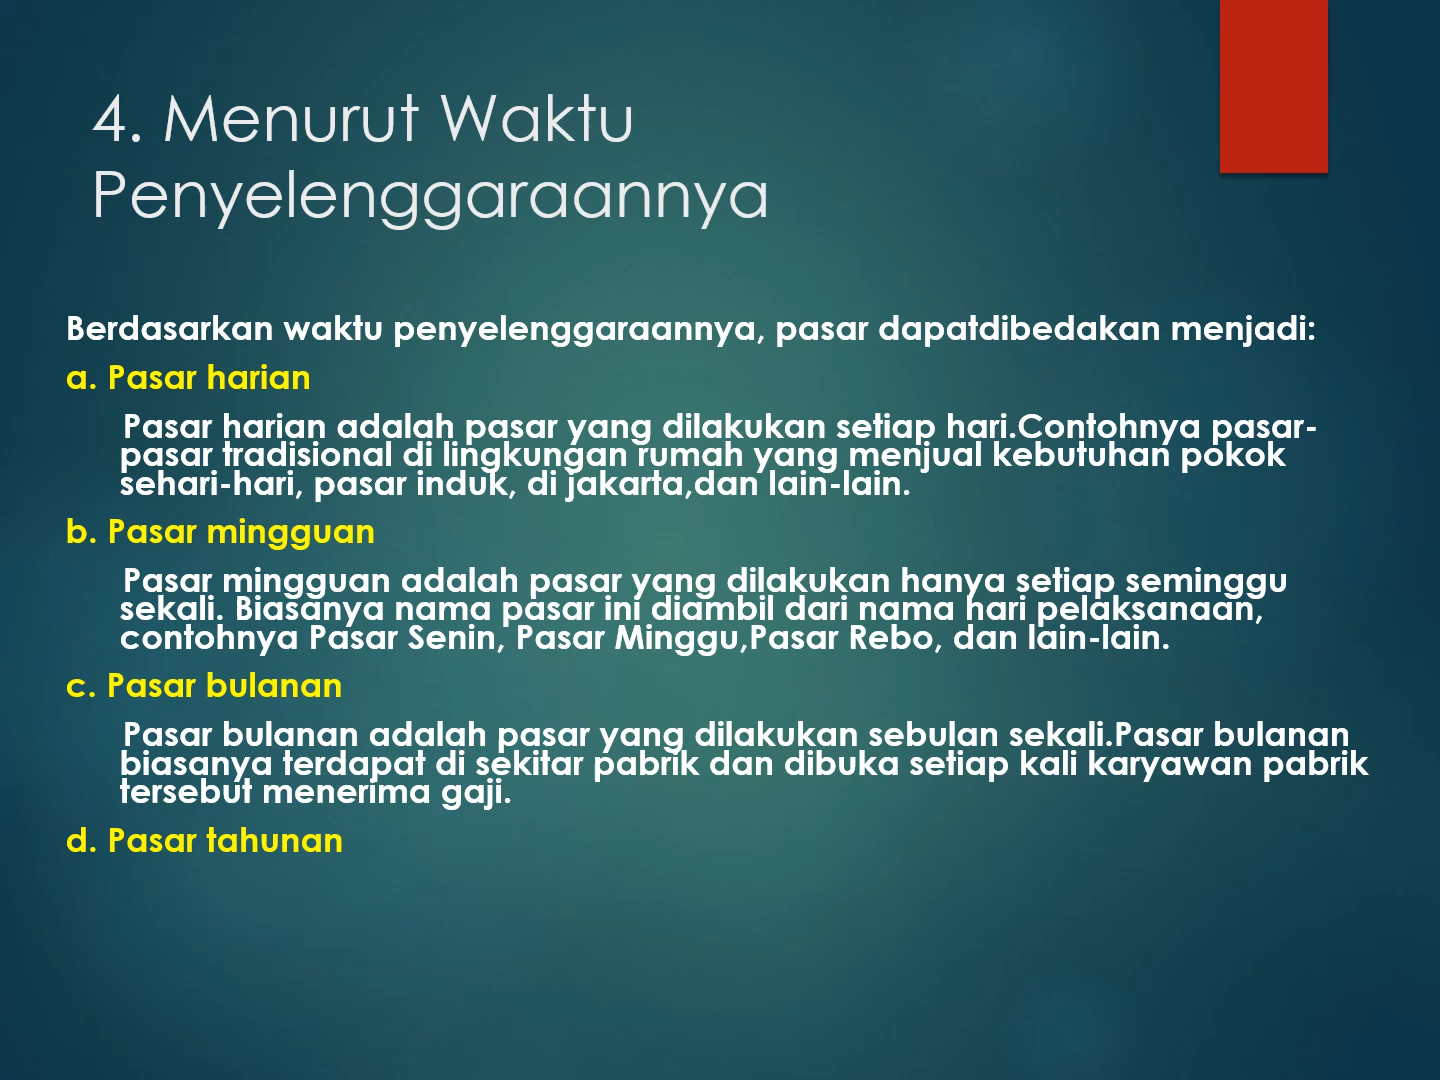 4. Menurut Waktu
Penyelenggaraannya
Berdasarkan waktu penyelenggaraannya, pasar dapatdibedakan menjadi:
a. Pasar harian
Pasar harian adalah pasar yang dilakukan setiap hari.Contohnya pasar-
pasar tradisional di lingkungan rumah yang menjual kebutuhan pokok
sehari-hari, pasar induk, di jakarta,dan lain-lain.
b. Pasar mingguan
Pasar mingguan adalah pasar yang dilakukan hanya setiap seminggu
sekali. Biasanya nama pasar ini diambil dari nama hari pelaksanaan,
contohnya Pasar Senin, Pasar Minggu,Pasar Rebo, dan lain-lain.
c. Pasar bulanan
Pasar bulanan adalah pasar yang dilakukan sebulan sekali.Pasar bulanan
biasanya terdapat di sekitar pabrik dan dibuka setiap kali karyawan pabrik
tersebut menerima gaji.
d. Pasar tahunan